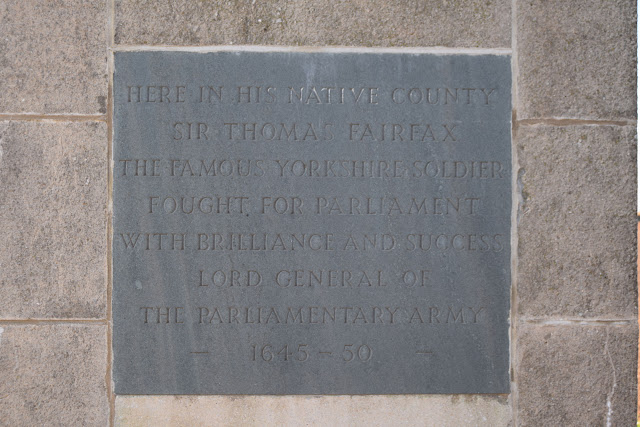 HERE IN HIS NATIVE COUNTY
SIR THOMAS FAIRFAX
THE FAMOUS YORKSHIRE SOLDIER
FOUGHT FOR PARLIAMENT
WITH BRILLIANCE AND SUCCESS
LORD GENERAL OF
THE PARLIAMENTARY ARMY
– 1645 – 50 –